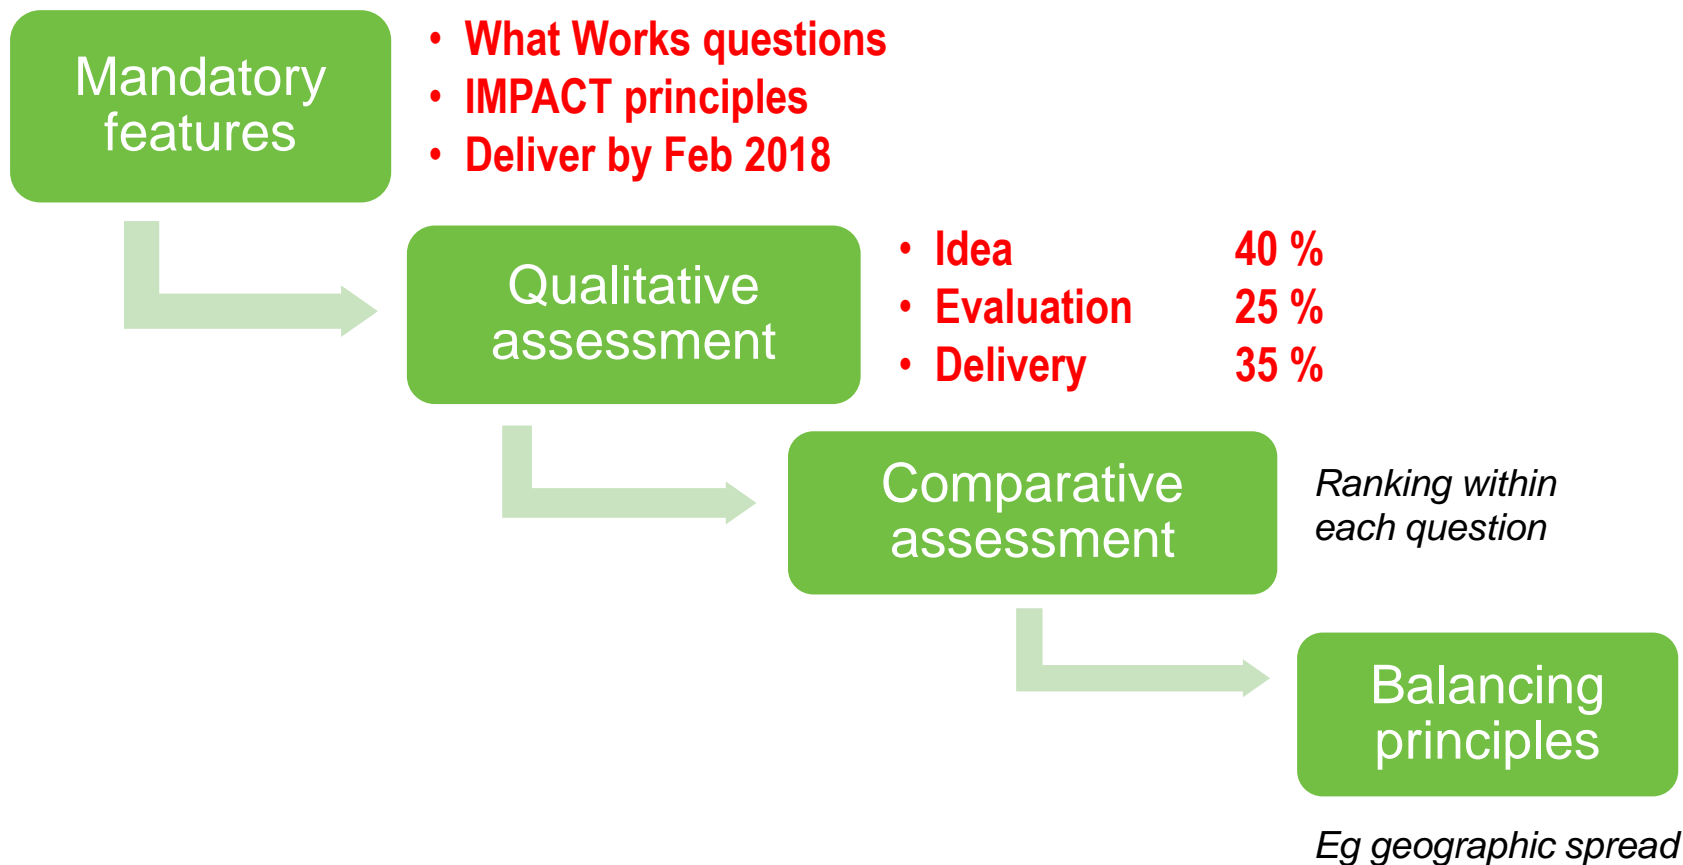 Mandatory
features
• What Works questions
• IMPACT principles
• Deliver by Feb 2018
Qualitative
assessment
• Idea 40 %
• Evaluation 25 %
• Delivery 35 %
Comparative
assessment
Ranking within
each question
Balancing
principles
Eg geographic spread